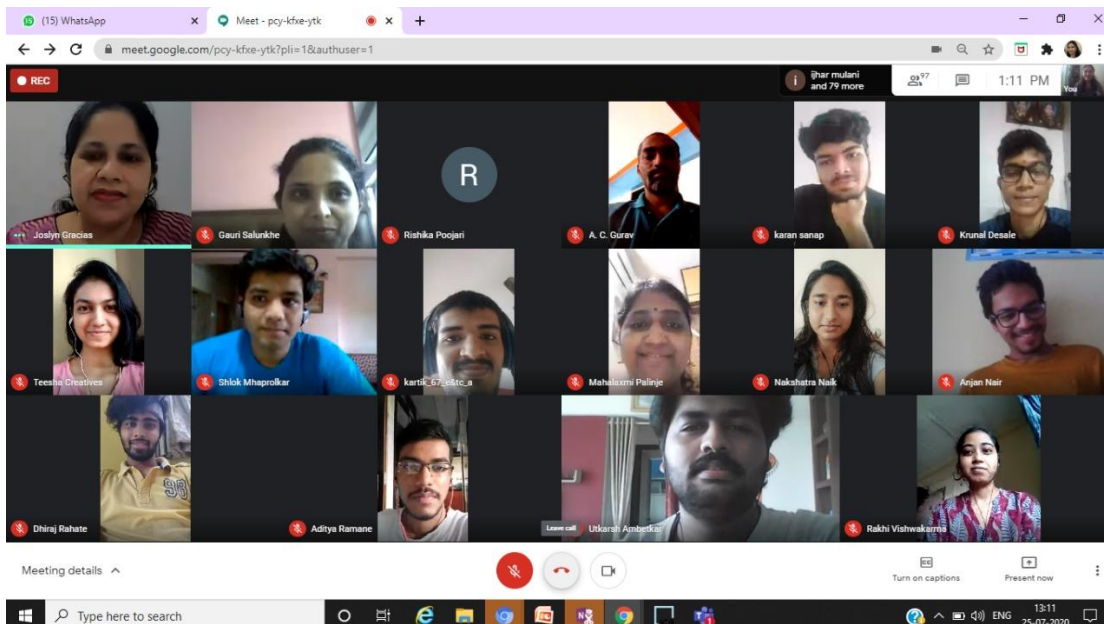 (15) WhatsApp
Meet - pcy-kfxe-ytk
meet.google.com/pcy-kfxe-ytk?pli=1&authuser=1
REC
i
ijhar mulani
and 79 more
97
1:11 PM
You
Joslyn Gracias
Gauri Salunkhe
R
Rishika Poojari
A. C. Gurav
karan sanap
Krunal Desale
Teesha Creatives
Shlok Mhaprolkar
kartik_67_e&tc_a
Mahalaxmi Palinje
Nakshatra Naik
Anjan Nair
93
Dhiraj Rahate
Aditya Ramane
Leave call
Utkarsh Ambetkar
Rakhi Vishwakarma
Meeting details
Turn on captions
Present now
Type here to search
ENG
13:11
25-07-2020